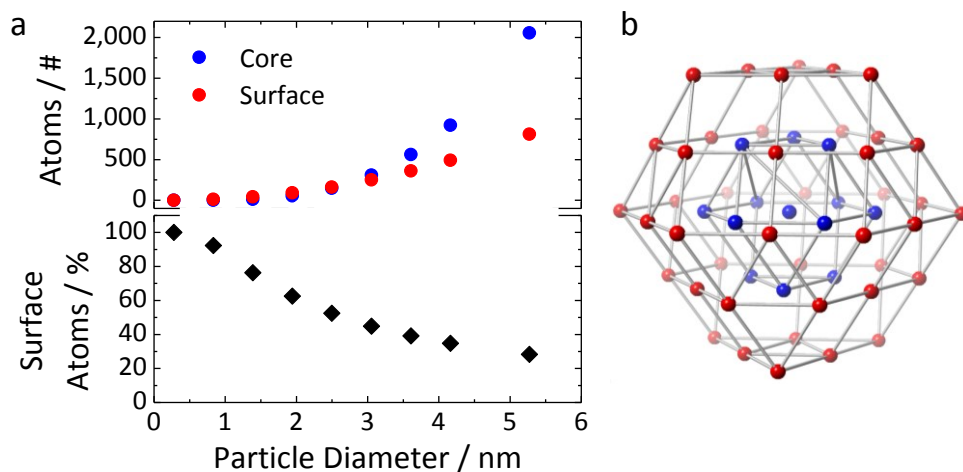 a
2,000
1,500
1,000
500
0
Atoms / #
Core
Surface
100
80
60
40
20
0
Surface
Atoms / %
0 1 2 3 4 5 6
Particle Diameter / nm
b